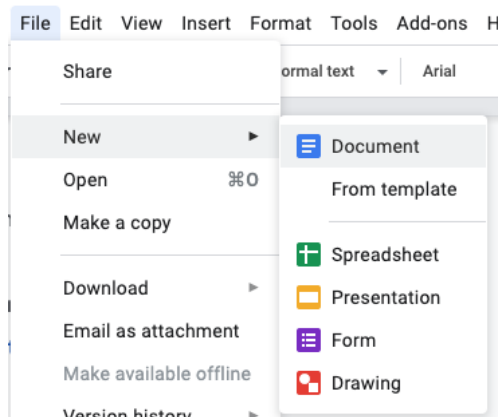 File Edit View Insert Format Tools Add-ons H
Share
ormal text Arial
New
Open ⌘O
Make a copy
Download
Email as attachment
Make available offline
Version history
Document
From template
Spreadsheet
Presentation
Form
Drawing